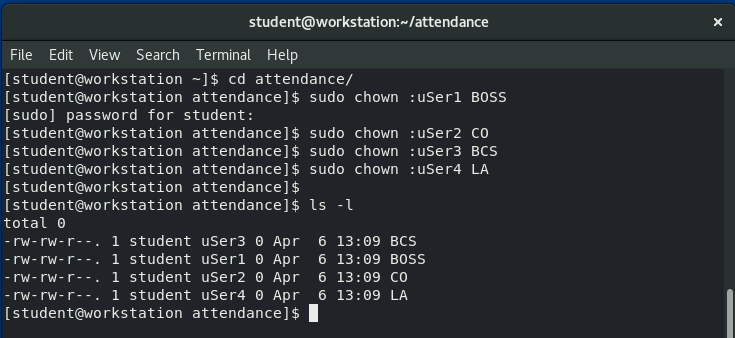 student@workstation:~/attendance ×
File Edit View Search Terminal Help
[student@workstation ~]$ cd attendance/
[student@workstation attendance]$ sudo chown :uSer1 BOSS
[sudo] password for student:
[student@workstation attendance]$ sudo chown :uSer2 CO
[student@workstation attendance]$ sudo chown :uSer3 BCS
[student@workstation attendance]$ sudo chown :uSer4 LA
[student@workstation attendance]$
[student@workstation attendance]$ ls -l
total 0
-rw-rw-r--. 1 student uSer3 0 Apr  6 13:09 BCS
-rw-rw-r--. 1 student uSer1 0 Apr  6 13:09 BOSS
-rw-rw-r--. 1 student uSer2 0 Apr  6 13:09 CO
-rw-rw-r--. 1 student uSer4 0 Apr  6 13:09 LA
[student@workstation attendance]$